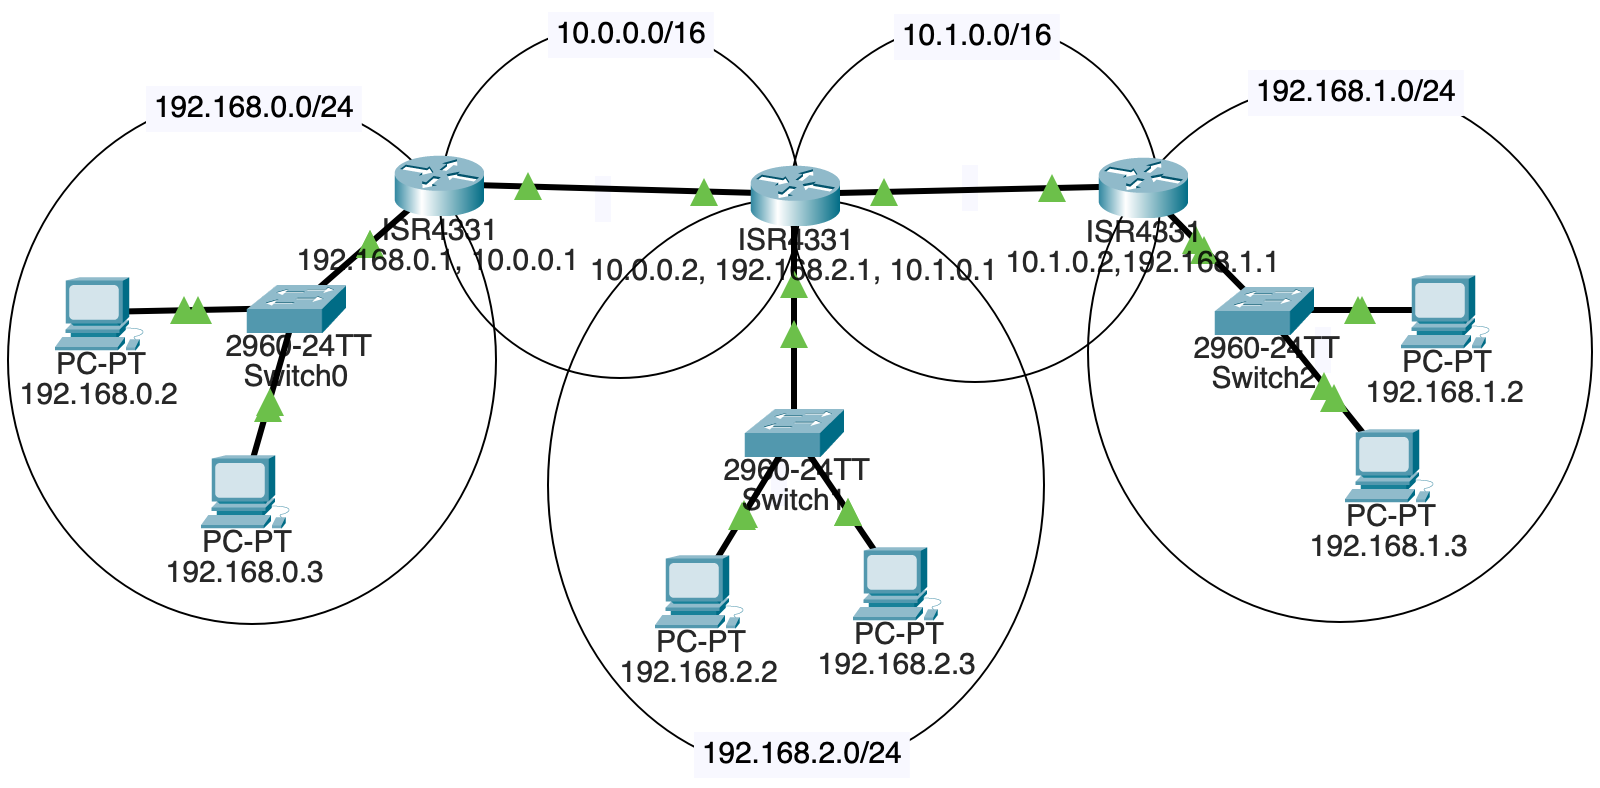 10.0.0.0/16
10.1.0.0/16
192.168.0.0/24
192.168.1.0/24
ISR4331
192.168.0.1, 10.0.0.1
ISR4331
10.0.0.2, 192.168.2.1, 10.1.0.1
ISR4331
10.1.0.2,192.168.1.1
PC-PT
192.168.0.2
2960-24TT
Switch0
PC-PT
192.168.0.3
2960-24TT
Switch1
PC-PT
192.168.2.2
PC-PT
192.168.2.3
2960-24TT
Switch2
PC-PT
192.168.1.2
PC-PT
192.168.1.3
192.168.2.0/24